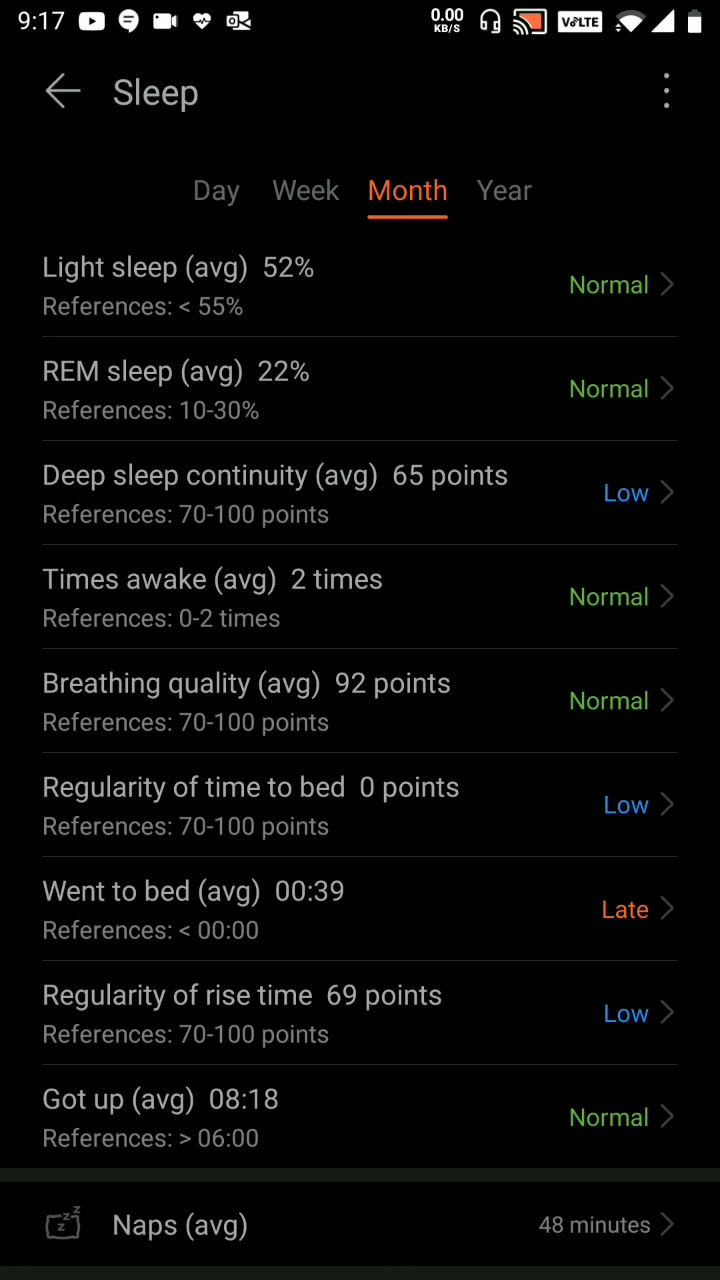 9:17
0.00
KB/S
VoLTE
Sleep
Day Week Month Year
Light sleep (avg) 52%
References: < 55%
Normal
REM sleep (avg) 22%
References: 10-30%
Normal
Deep sleep continuity (avg) 65 points
References: 70-100 points
Low
Times awake (avg) 2 times
References: 0-2 times
Normal
Breathing quality (avg) 92 points
References: 70-100 points
Normal
Regularity of time to bed 0 points
References: 70-100 points
Low
Went to bed (avg) 00:39
References: < 00:00
Late
Regularity of rise time 69 points
References: 70-100 points
Low
Got up (avg) 08:18
References: > 06:00
Normal
Naps (avg) 48 minutes